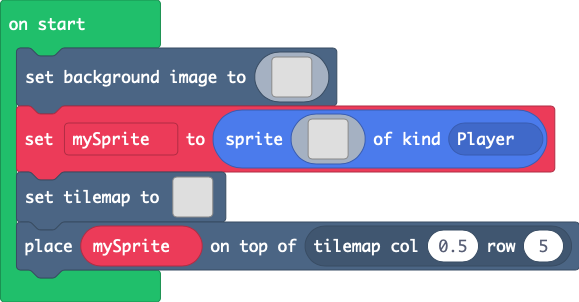 on start
set background image to
set mySprite to sprite of kind Player
set tilemap to
place mySprite on top of tilemap col 0.5 row 5